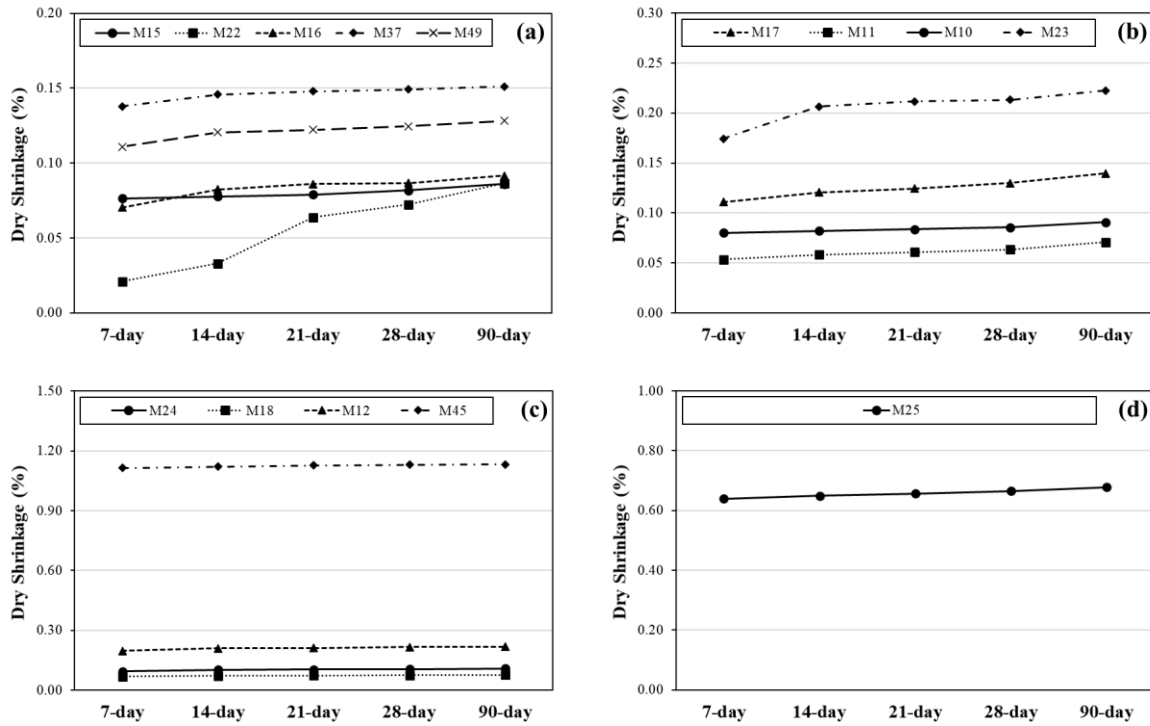 M15 M22 M16 M37 M49
(a)
Dry Shrinkage (%)
0.20
0.15
0.10
0.05
0.00
7-day 14-day 21-day 28-day 90-day
M17 M11 M10 M23
(b)
Dry Shrinkage (%)
0.30
0.25
0.20
0.15
0.10
0.05
0.00
7-day 14-day 21-day 28-day 90-day
M24 M18 M12 M45
(c)
Dry Shrinkage (%)
1.50
1.20
0.90
0.60
0.30
0.00
7-day 14-day 21-day 28-day 90-day
M25
(d)
Dry Shrinkage (%)
1.00
0.80
0.60
0.40
0.20
0.00
7-day 14-day 21-day 28-day 90-day